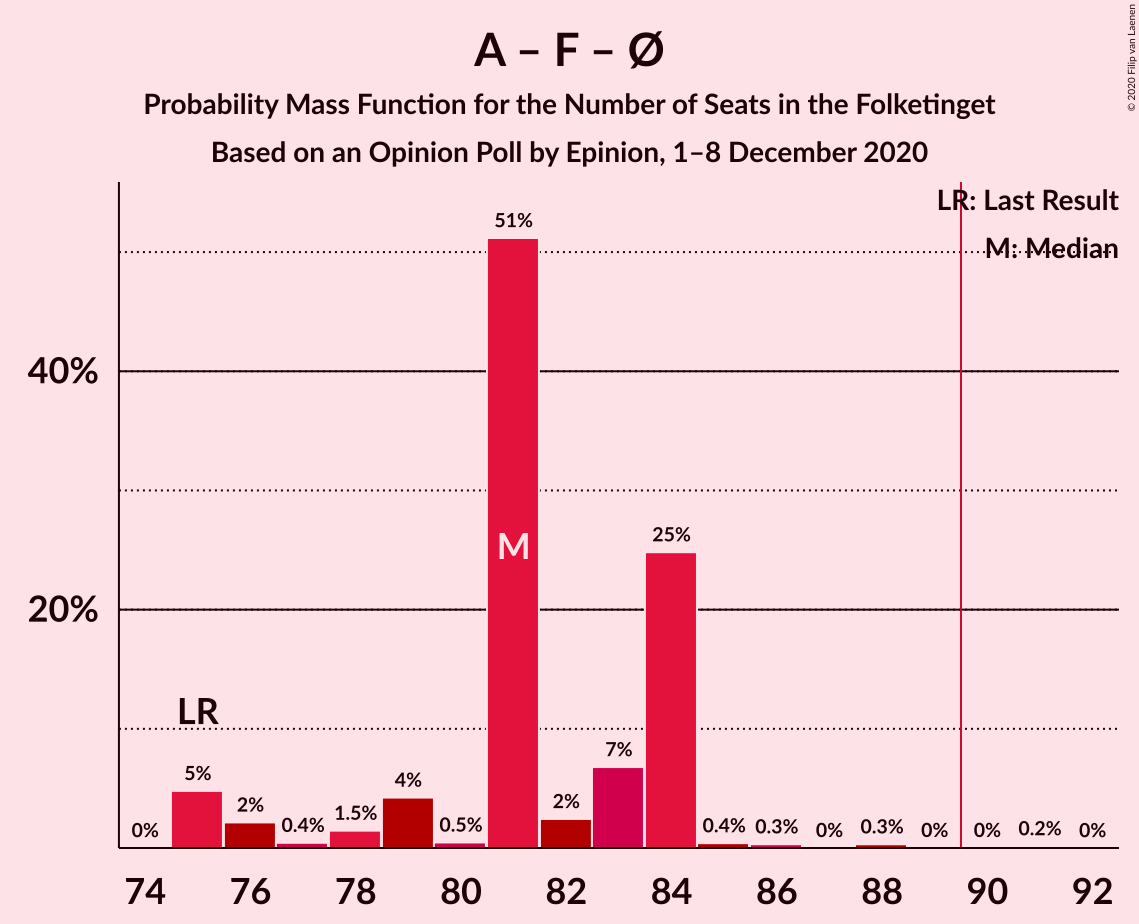 A – F – Ø
Probability Mass Function for the Number of Seats in the Folketinget
Based on an Opinion Poll by Epinion, 1–8 December 2020
© 2020 Filip van Laenen
LR: Last Result
M: Median
51%
40%
M
25%
20%
LR
7%
5%
4%
2%
2%
1.5%
0%
0.4%
0.5%
0.4%
0.3%
0%
0.3%
0%
0%
0.2%
0%
74 76 78 80 82 84 86 88 90 92